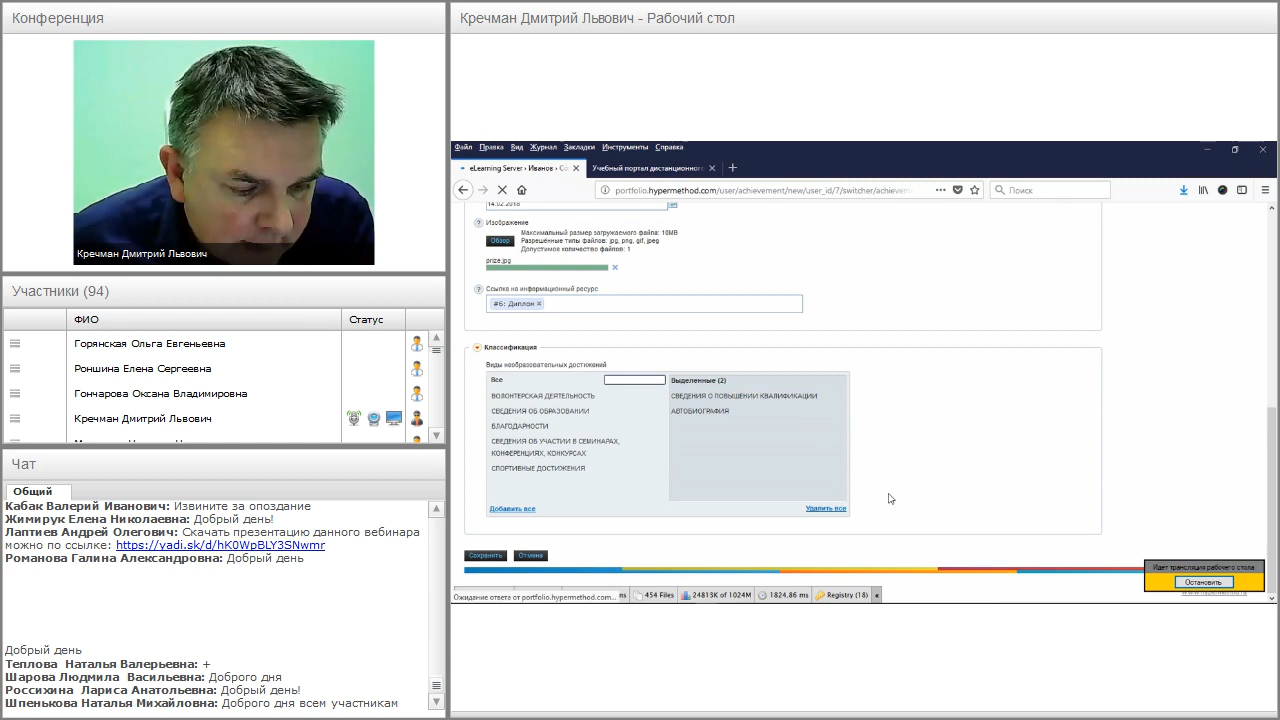 Конференция
Кречман Дмитрий Львович
Участники (94)
ФИО
Статус
Горянская Ольга Евгеньевна
Роншина Елена Сергеевна
Гончарова Оксана Владимировна
Кречман Дмитрий Львович
Чат
Общий
Кабак Валерий Иванович: Извините за опоздание
Жимирук Елена Николаевна: Добрый день!
Лаптиев Андрей Олегович: Скачать презентацию данного вебинара
можно по ссылке: https://yadi.sk/d/hK0WpBLY3SNwmr
Романова Галина Александровна: Добрый день
Добрый день
Теплова Наталья Валерьевна: +
Шарова Людмила Васильевна: Доброго дня
Россихина Лариса Анатольевна: Добрый день!
Шпенькова Наталья Михайловна: Доброго дня всем участникам
Кречман Дмитрий Львович - Рабочий стол
Файл Правка Вид Журнал Закладки Инструменты Справка
eLearning Server › Иванов › Со
Учебный портал дистанционного
portfolio.hypermethod.com/user/achievement/new/user_id/7/switcher/achievem
Поиск
14.02.2018
Изображение
Обзор
Максимальный размер загружаемого файла: 10MB
Разрешённые типы файлов: jpg, png, gif, jpeg
Допустимое количество файлов: 1
prize.jpg
Ссылка на информационный ресурс
#6: Диплом
Классификация
Виды необразовательных достижений
Все
Выделенные (2)
ВОЛОНТЕРСКАЯ ДЕЯТЕЛЬНОСТЬ
СВЕДЕНИЯ ОБ ОБРАЗОВАНИИ
БЛАГОДАРНОСТИ
СВЕДЕНИЯ ОБ УЧАСТИИ В СЕМИНАРАХ,
КОНФЕРЕНЦИЯХ, КОНКУРСАХ
СПОРТИВНЫЕ ДОСТИЖЕНИЯ
СВЕДЕНИЯ О ПОВЫШЕНИИ КВАЛИФИКАЦИИ
АВТОБИОГРАФИЯ
Добавить все
Удалить все
Сохранить
Отмена
Идет трансляция рабочего стола
Остановить
www.hypermethod.ru
Ожидание ответа от portfolio.hypermethod.com...
ms
454 Files
24813K of 1024M
1824.86 ms
Registry (18)
«